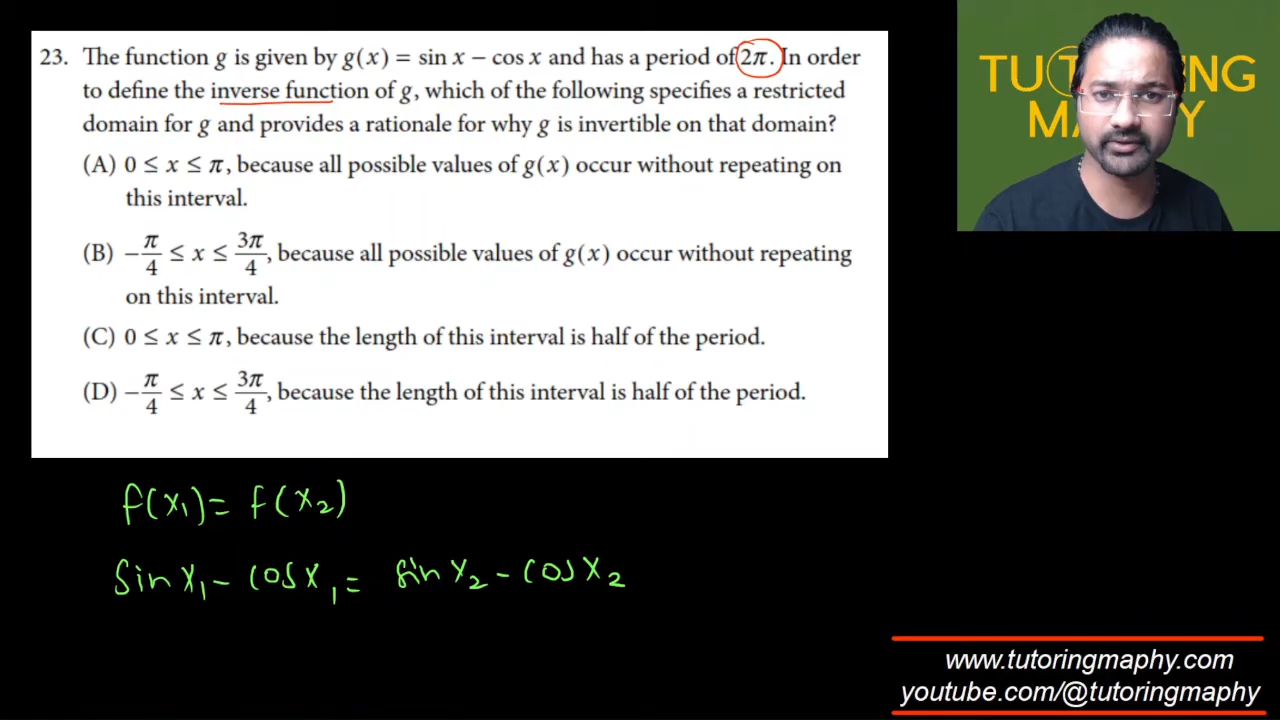 23. The function g is given by g(x) = sin x − cos x and has a period of 2π. In order
to define the inverse function of g, which of the following specifies a restricted
domain for g and provides a rationale for why g is invertible on that domain?
(A) 0 ≤ x ≤ π, because all possible values of g(x) occur without repeating on
this interval.
(B) −π/4 ≤ x ≤ 3π/4, because all possible values of g(x) occur without repeating
on this interval.
(C) 0 ≤ x ≤ π, because the length of this interval is half of the period.
(D) −π/4 ≤ x ≤ 3π/4, because the length of this interval is half of the period.
f(x₁) = f(x₂)
Sin x₁ − cos x₁ = sin x₂ − cos x₂
www.tutoringmaphy.com
youtube.com/@tutoringmaphy